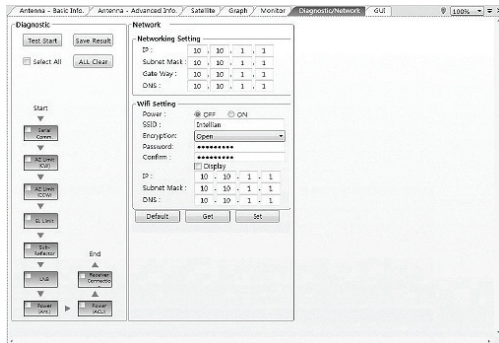 Antenna - Basic Info. Antenna - Advanced Info. Satellite Graph Monitor Diagnostic/Network GUI 100%
Diagnostic
Test Start Save Result
Select All ALL Clear
Start
Serial Comm.
AZ Limit (CW)
AZ Limit (CCW)
EL Limit
Sub-Reflector
LNB
Power (ANT.)
Power (ACU)
Receiver Connectio
End
Network
Networking Setting
IP : 10 . 10 . 1 . 1
Subnet Mask : 10 . 10 . 1 . 1
Gate Way : 10 . 10 . 1 . 1
DNS : 10 . 10 . 1 . 1
Wifi Setting
Power : OFF ON
SSID : Intellian
Encryption: Open
Password: •••••••••
Confirm : •••••••••
Display
IP : 10 . 10 . 1 . 1
Subnet Mask : 10 . 10 . 1 . 1
DNS : 10 . 10 . 1 . 1
Default Get Set